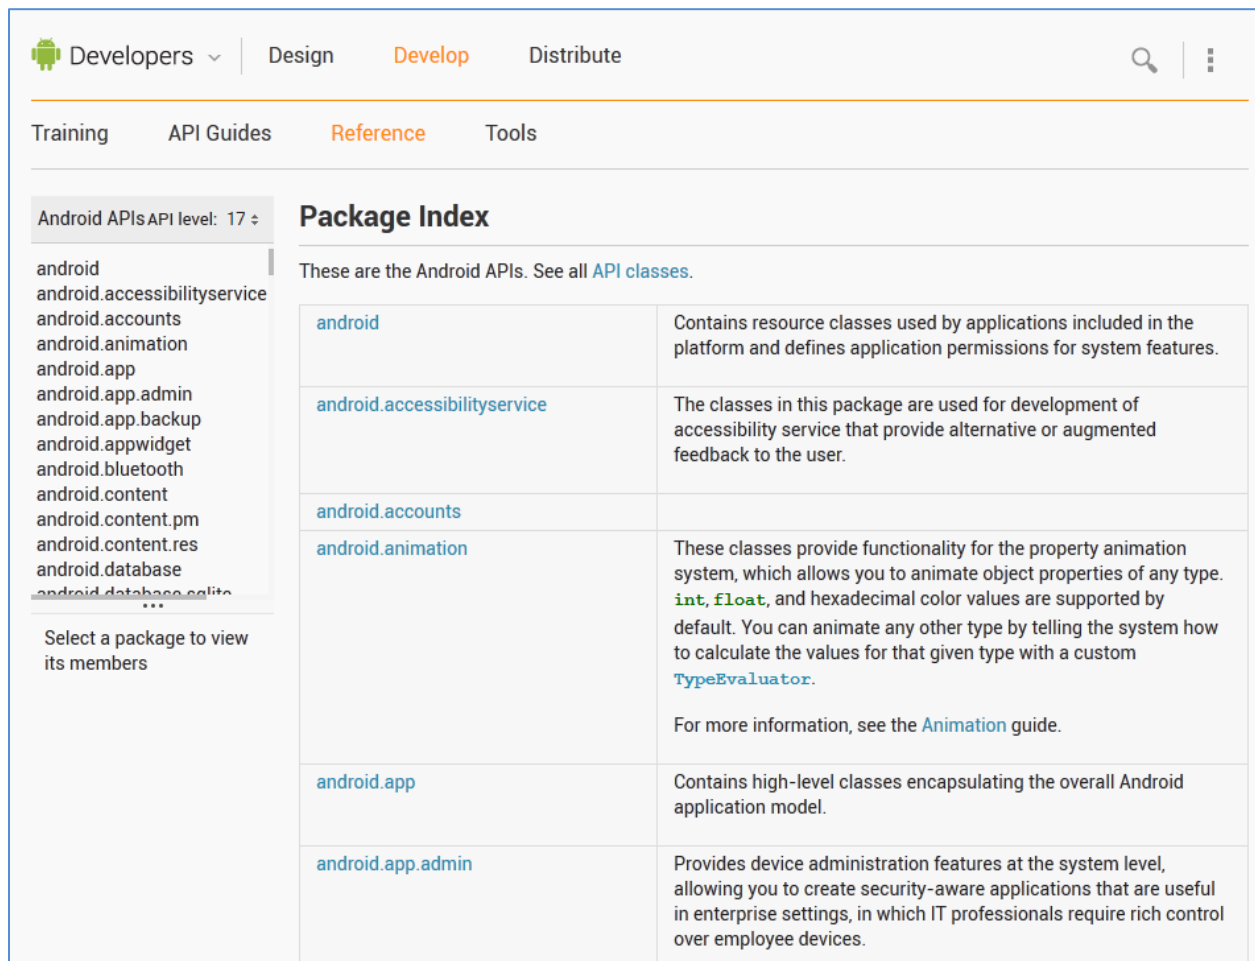 Developers Design Develop Distribute
Training API Guides Reference Tools
Android APIs API level: 17
android
android.accessibilityservice
android.accounts
android.animation
android.app
android.app.admin
android.app.backup
android.appwidget
android.bluetooth
android.content
android.content.pm
android.content.res
android.database
android.database.sqlite
Select a package to view
its members
Package Index
These are the Android APIs. See all API classes.
android
Contains resource classes used by applications included in the
platform and defines application permissions for system features.
android.accessibilityservice
The classes in this package are used for development of
accessibility service that provide alternative or augmented
feedback to the user.
android.accounts
android.animation
These classes provide functionality for the property animation
system, which allows you to animate object properties of any type.
int, float, and hexadecimal color values are supported by
default. You can animate any other type by telling the system how
to calculate the values for that given type with a custom
TypeEvaluator.
For more information, see the Animation guide.
android.app
Contains high-level classes encapsulating the overall Android
application model.
android.app.admin
Provides device administration features at the system level,
allowing you to create security-aware applications that are useful
in enterprise settings, in which IT professionals require rich control
over employee devices.